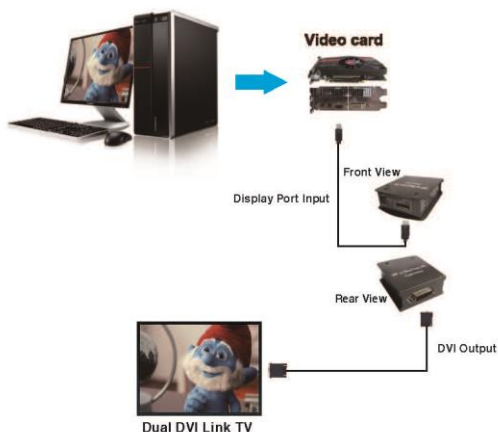 Video card
Front View
Display Port Input
Rear View
DVI Output
Dual DVI Link TV